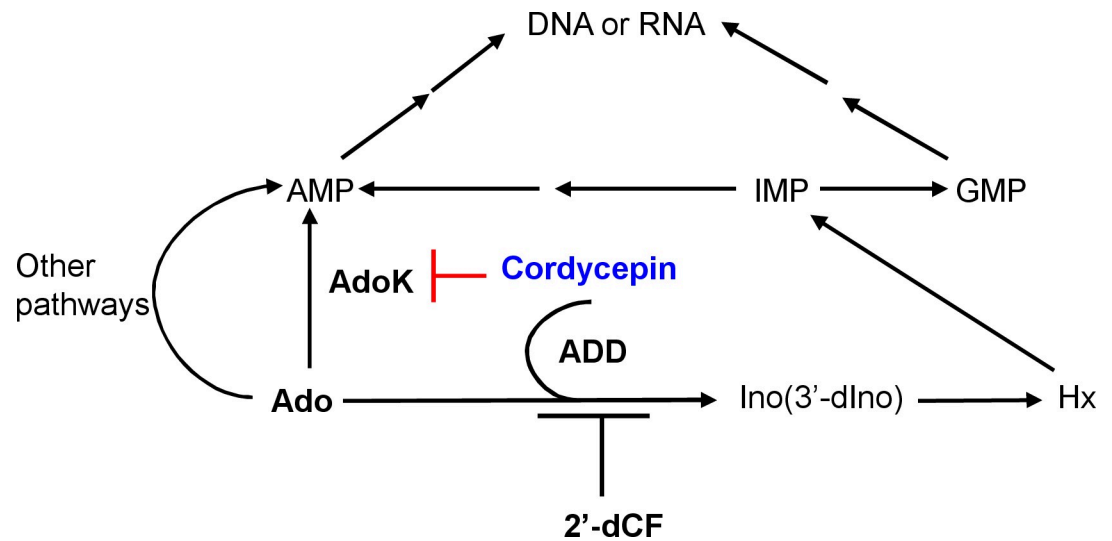 DNA or RNA
AMP
IMP
GMP
Other
pathways
AdoK
Cordycepin
ADD
Ado
Ino(3’-dIno)
Hx
2’-dCF